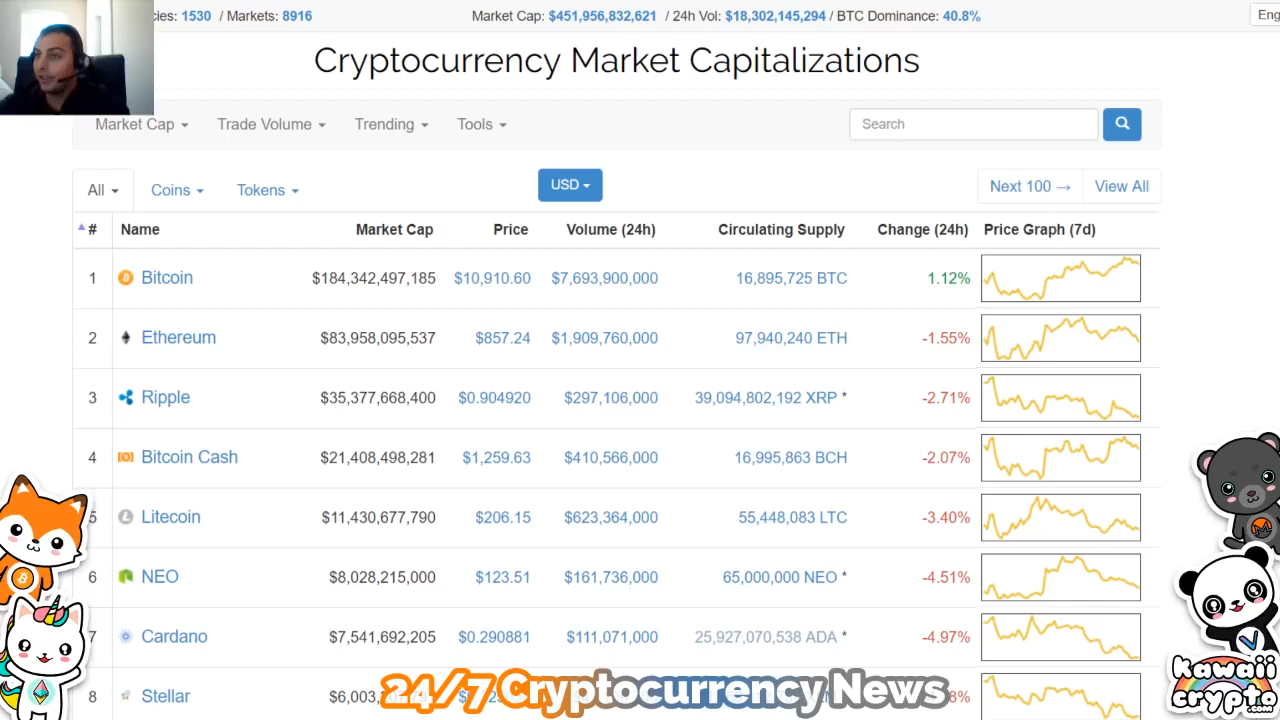 cies: 1530 / Markets: 8916 Market Cap: $451,956,832,621 / 24h Vol: $18,302,145,294 / BTC Dominance: 40.8% Eng
Cryptocurrency Market Capitalizations
Market Cap Trade Volume Trending Tools Search
All Coins Tokens USD Next 100 → View All
# Name Market Cap Price Volume (24h) Circulating Supply Change (24h) Price Graph (7d)
1 Bitcoin $184,342,497,185 $10,910.60 $7,693,900,000 16,895,725 BTC 1.12%
2 Ethereum $83,958,095,537 $857.24 $1,909,760,000 97,940,240 ETH -1.55%
3 Ripple $35,377,668,400 $0.904920 $297,106,000 39,094,802,192 XRP * -2.71%
4 Bitcoin Cash $21,408,498,281 $1,259.63 $410,566,000 16,995,863 BCH -2.07%
5 Litecoin $11,430,677,790 $206.15 $623,364,000 55,448,083 LTC -3.40%
6 NEO $8,028,215,000 $123.51 $161,736,000 65,000,000 NEO * -4.51%
7 Cardano $7,541,692,205 $0.290881 $111,071,000 25,927,070,538 ADA * -4.97%
8 Stellar
24/7 Cryptocurrency News
kawaii
crypto
.com